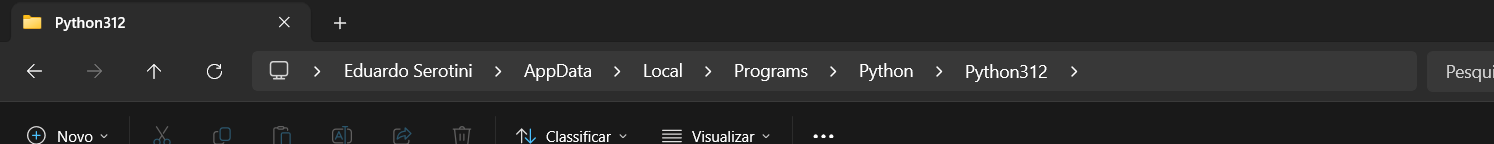 Python312
Eduardo Serotini > AppData > Local > Programs > Python > Python312 >
Pesqui
Novo
Classificar
Visualizar